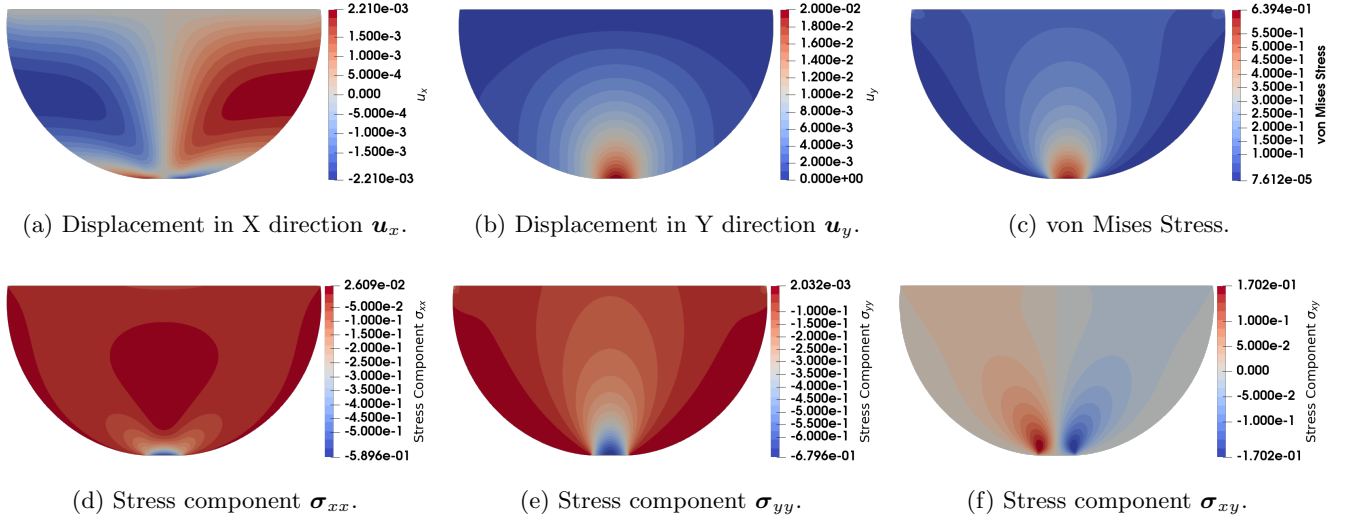 2.210e-03
1.500e-3
1.000e-3
5.000e-4
0.000
-5.000e-4
-1.000e-3
-1.500e-3
-2.210e-03
u_x
2.000e-02
1.800e-2
1.600e-2
1.400e-2
1.200e-2
1.000e-2
8.000e-3
6.000e-3
4.000e-3
2.000e-3
0.000e+00
u_y
6.394e-01
5.500e-1
5.000e-1
4.500e-1
4.000e-1
3.500e-1
3.000e-1
2.500e-1
2.000e-1
1.500e-1
1.000e-1
7.612e-05
von Mises Stress
(a) Displacement in X direction u_x.
(b) Displacement in Y direction u_y.
(c) von Mises Stress.
2.609e-02
-5.000e-2
-1.000e-1
-1.500e-1
-2.000e-1
-2.500e-1
-3.000e-1
-3.500e-1
-4.000e-1
-4.500e-1
-5.000e-1
-5.896e-01
Stress Component σ_xx
2.032e-03
-1.000e-1
-1.500e-1
-2.000e-1
-2.500e-1
-3.000e-1
-3.500e-1
-4.000e-1
-4.500e-1
-5.000e-1
-5.500e-1
-6.000e-1
-6.796e-01
Stress Component σ_yy
1.702e-01
1.000e-1
5.000e-2
0.000
-5.000e-2
-1.000e-1
-1.702e-01
Stress Component σ_xy
(d) Stress component σ_xx.
(e) Stress component σ_yy.
(f) Stress component σ_xy.